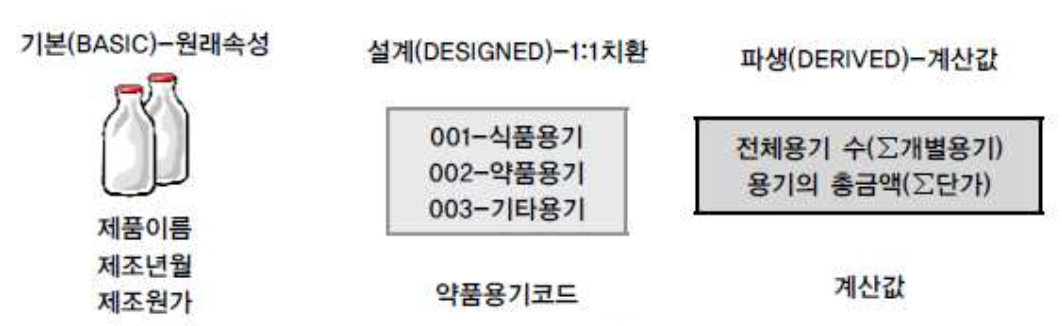 기본(BASIC)-원래속성
제품이름
제조년월
제조원가
설계(DESIGNED)-1:1치환
001-식품용기
002-약품용기
003-기타용기
약품용기코드
파생(DERIVED)-계산값
전체용기 수(∑개별용기)
용기의 총금액(∑단가)
계산값